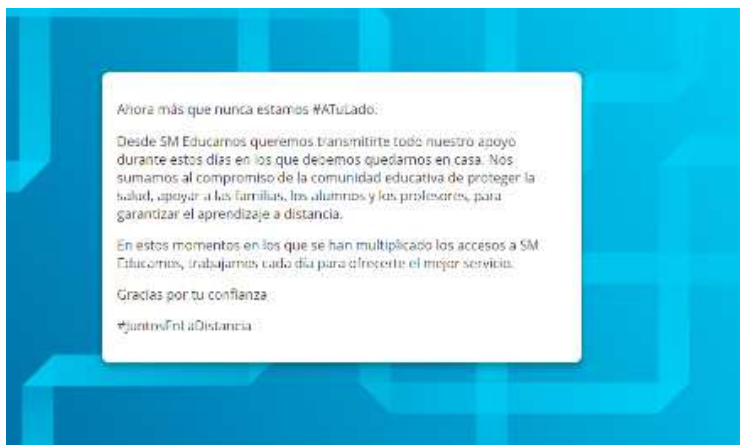 Ahora más que nunca estamos #ATuLado.
Desde SM Educamos queremos transmitirte todo nuestro apoyo
durante estos días en los que debemos quedarnos en casa. Nos
sumamos al compromiso de la comunidad educativa de proteger la
salud, apoyar a las familias, los alumnos y los profesores, para
garantizar el aprendizaje a distancia.
En estos momentos en los que se han multiplicado los accesos a SM
Educamos, trabajamos cada día para ofrecerte el mejor servicio.
Gracias por tu confianza
#JuntosEnLaDistancia